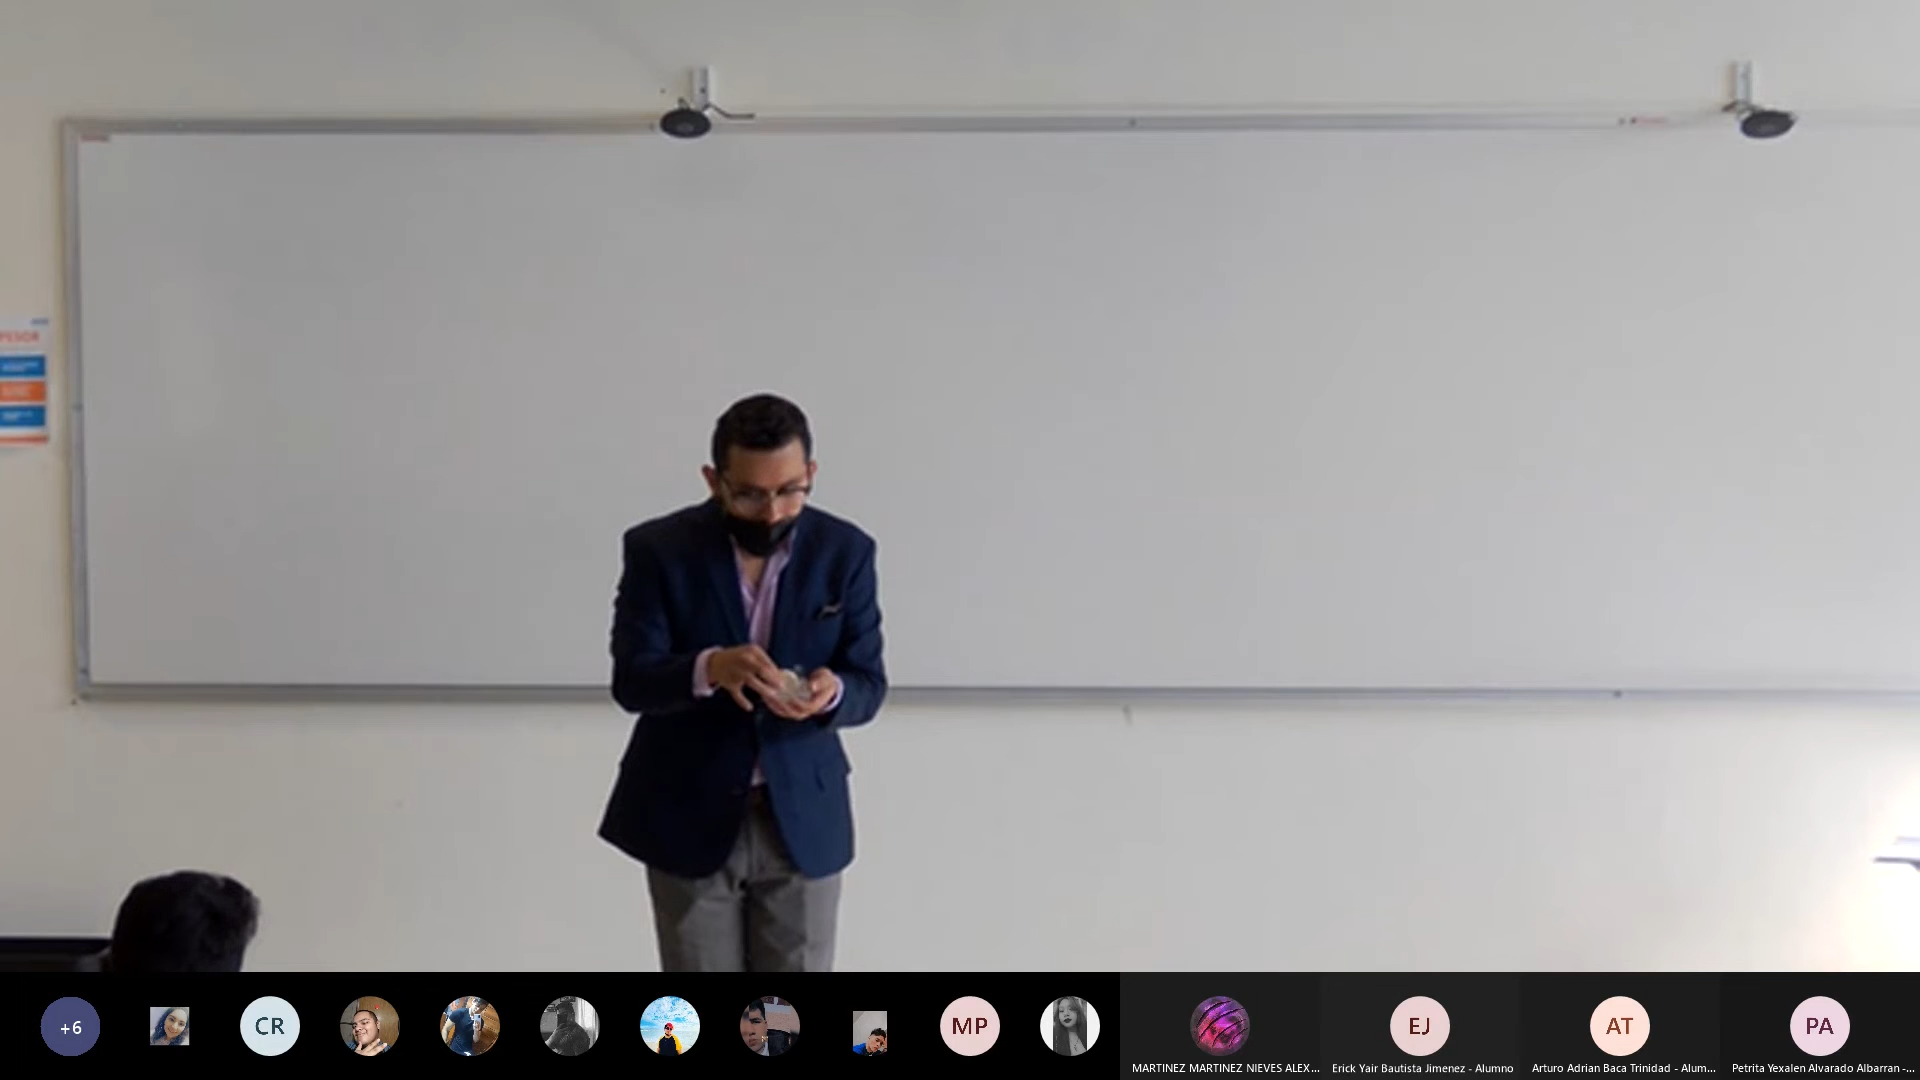 PESOR
+6
CR
MP
EJ
AT
PA
MARTINEZ MARTINEZ NIEVES ALEX...
Erick Yair Bautista Jimenez - Alumno
Arturo Adrian Baca Trinidad - Alum...
Petrita Yexalen Alvarado Albarran -...